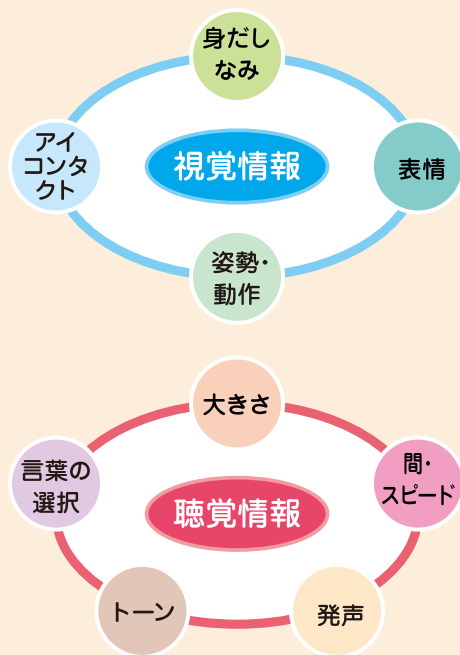 身だし
なみ
アイ
コンタ
クト
視覚情報
表情
姿勢・
動作
大きさ
言葉の
選択
聴覚情報
間・
スピード
トーン
発声